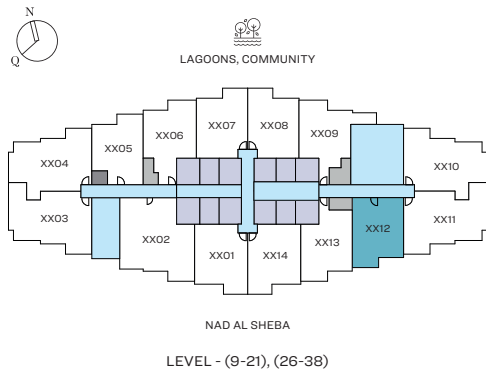 N
Q
LAGOONS, COMMUNITY
XX07 XX08
XX06 XX09
XX05
XX04 XX10
XX03 XX11
XX02 XX12
XX01 XX14 XX13
NAD AL SHEBA
LEVEL - (9-21), (26-38)